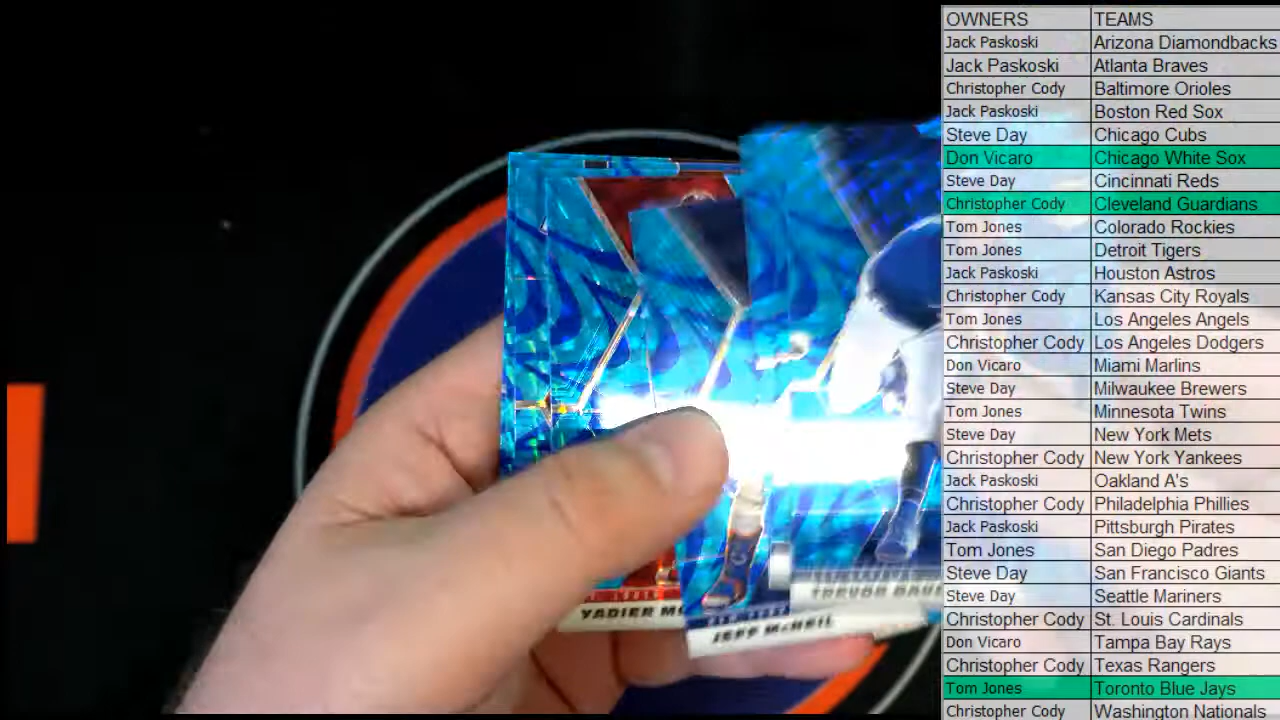 OWNERS TEAMS
Jack Paskoski Arizona Diamondbacks
Jack Paskoski Atlanta Braves
Christopher Cody Baltimore Orioles
Jack Paskoski Boston Red Sox
Steve Day Chicago Cubs
Don Vicaro Chicago White Sox
Steve Day Cincinnati Reds
Christopher Cody Cleveland Guardians
Tom Jones Colorado Rockies
Tom Jones Detroit Tigers
Jack Paskoski Houston Astros
Christopher Cody Kansas City Royals
Tom Jones Los Angeles Angels
Christopher Cody Los Angeles Dodgers
Don Vicaro Miami Marlins
Steve Day Milwaukee Brewers
Tom Jones Minnesota Twins
Steve Day New York Mets
Christopher Cody New York Yankees
Jack Paskoski Oakland A's
Christopher Cody Philadelphia Phillies
Jack Paskoski Pittsburgh Pirates
Tom Jones San Diego Padres
Steve Day San Francisco Giants
Steve Day Seattle Mariners
Christopher Cody St. Louis Cardinals
Don Vicaro Tampa Bay Rays
Christopher Cody Texas Rangers
Tom Jones Toronto Blue Jays
Christopher Cody Washington Nationals
TREVOR
YADIER
JEFF McNEIL